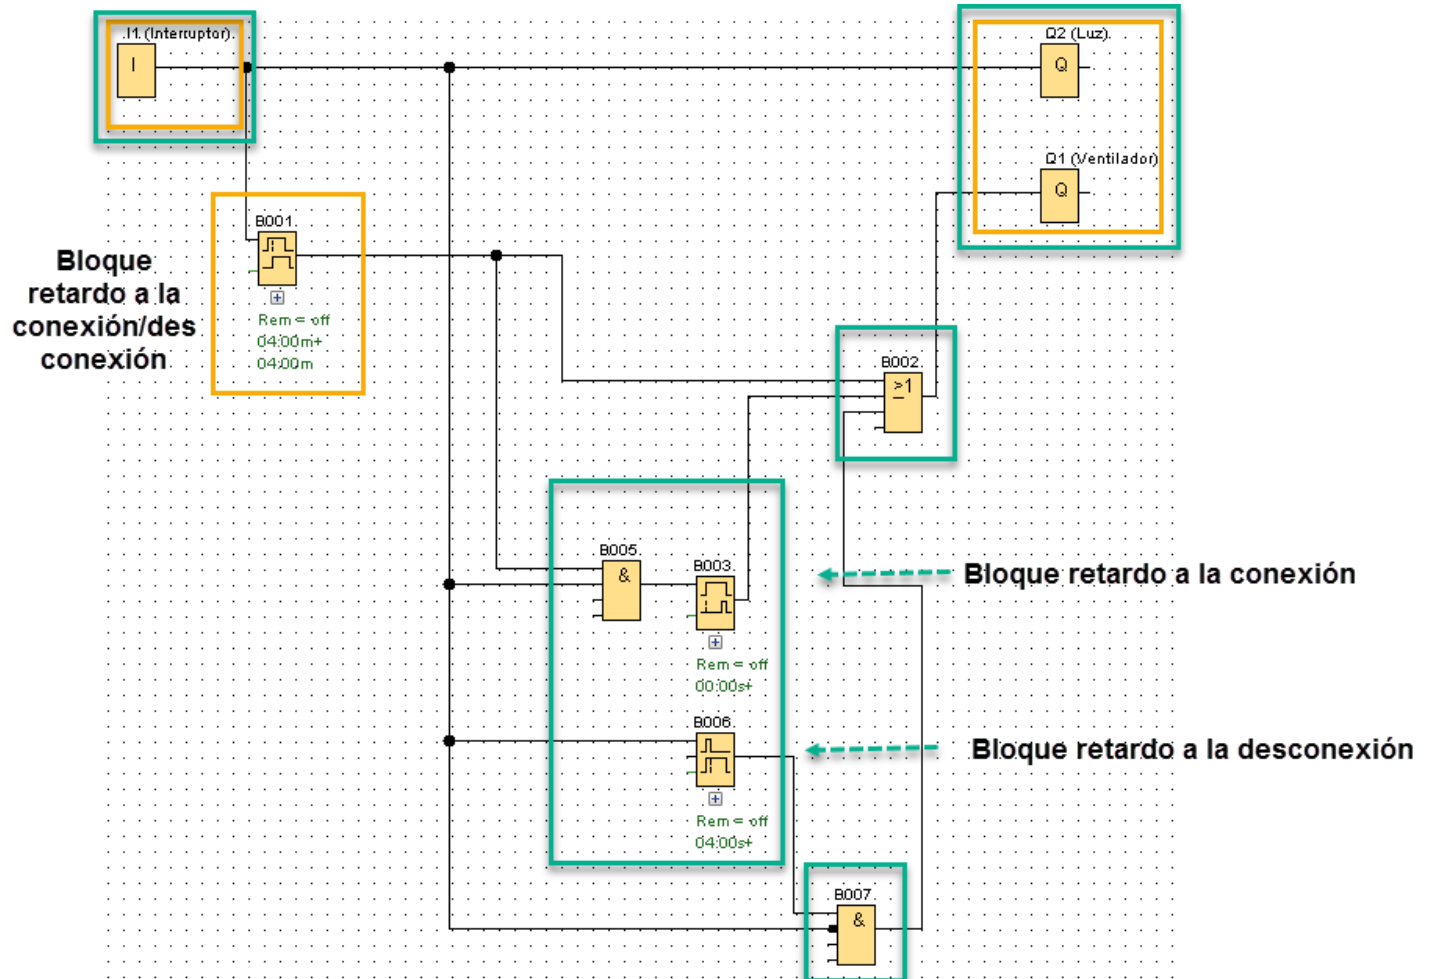 I1 (Interruptor)
I
Q2 (Luz)
Q
Q1 (Ventilador)
Q
B001
Rem = off
04:00m+
04:00m
Bloque
retardo a la
conexión/des
conexión
B002
>1
B005
&
B003
Rem = off
00:00s+
Bloque retardo a la conexión
B006
Rem = off
04:00s+
Bloque retardo a la desconexión
B007
&